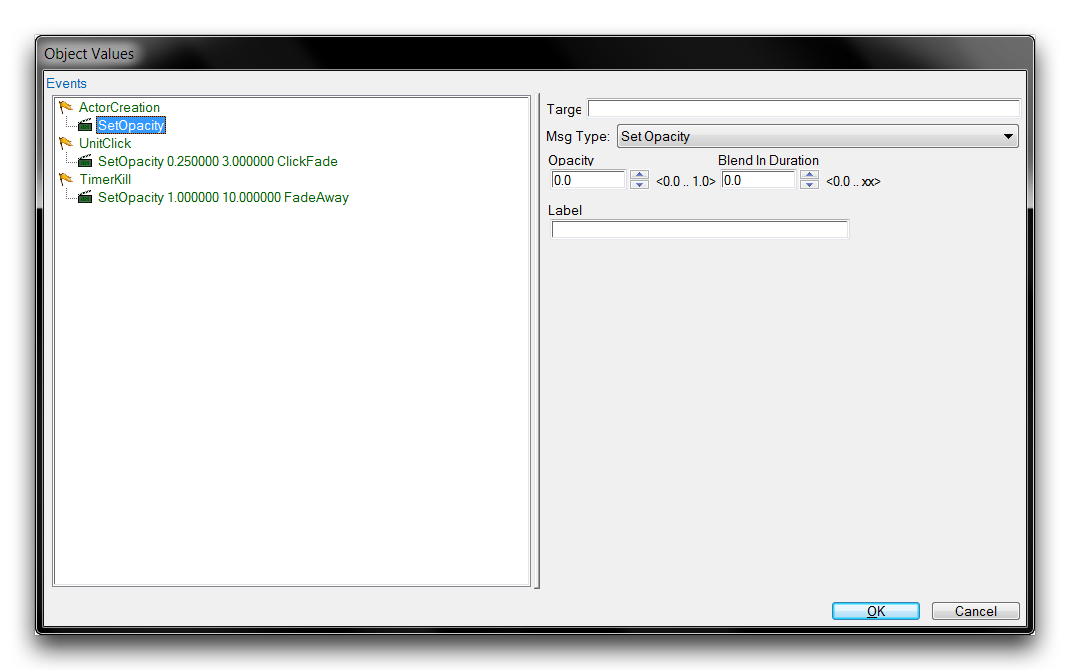 Object Values
Events
ActorCreation
SetOpacity
UnitClick
SetOpacity 0.250000 3.000000 ClickFade
TimerKill
SetOpacity 1.000000 10.000000 FadeAway
Targe
Msg Type: Set Opacity
Opacity Blend In Duration
0.0 <0.0 .. 1.0> 0.0 <0.0 .. xx>
Label
OK Cancel